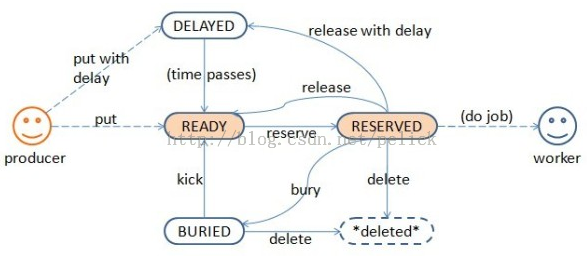 DELAYED
release with delay
put with
delay
(time passes)
release
put
READY
reserve
RESERVED
(do job)
http://blog.csdn.net/pelick
producer
worker
kick
bury
delete
BURIED
delete
*deleted*